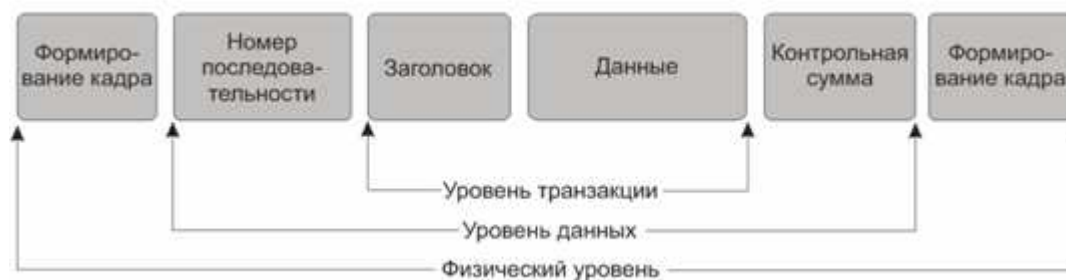 Формиро-
вание кадра
Номер
последова-
тельности
Заголовок
Данные
Контрольная
сумма
Формиро-
вание кадра
Уровень транзакции
Уровень данных
Физический уровень